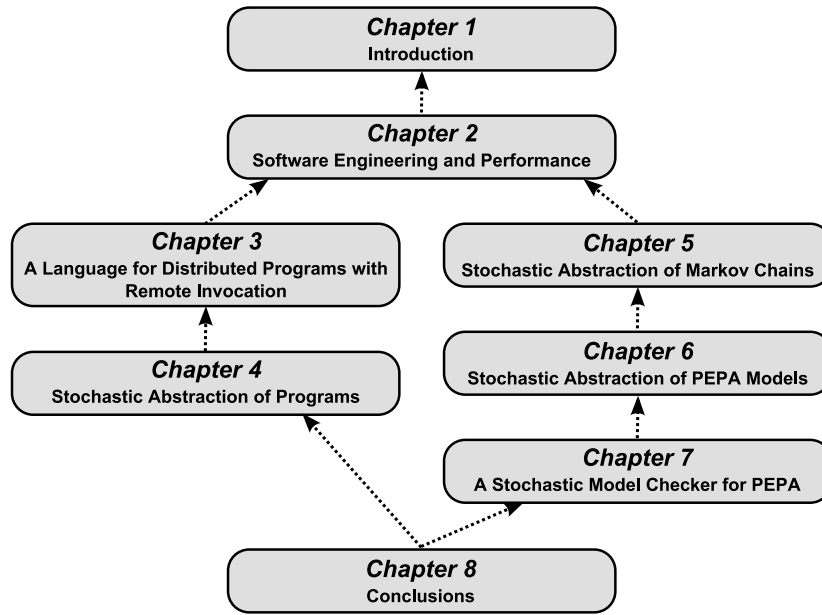 Chapter 1
Introduction
Chapter 2
Software Engineering and Performance
Chapter 3
A Language for Distributed Programs with
Remote Invocation
Chapter 4
Stochastic Abstraction of Programs
Chapter 5
Stochastic Abstraction of Markov Chains
Chapter 6
Stochastic Abstraction of PEPA Models
Chapter 7
A Stochastic Model Checker for PEPA
Chapter 8
Conclusions